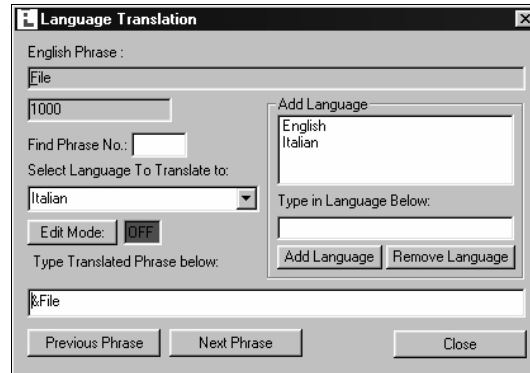 Language Translation
English Phrase :
File
1000
Find Phrase No.:
Select Language To Translate to:
Italian
Edit Mode: OFF
Type Translated Phrase below:
Add Language
English
Italian
Type in Language Below:
Add Language Remove Language
&File
Previous Phrase Next Phrase Close